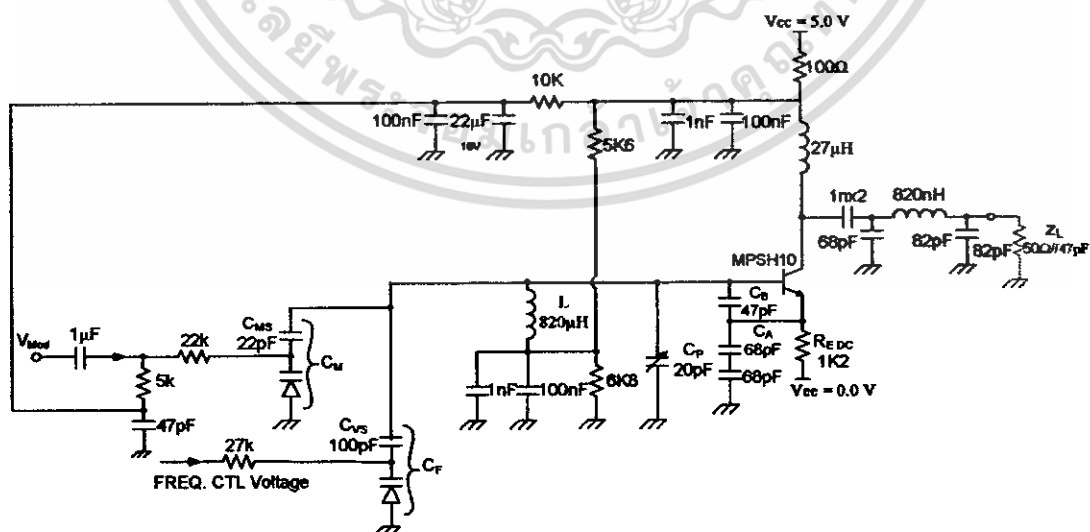 Vcc = 5.0 V
100Ω
10K
100nF
22μF
16V
5K6
1nF
100nF
27μH
1nx2
820nH
68pF
82pF
82pF
ZL
50Ω//47pF
MPSH10
CB
47pF
CA
68pF
68pF
RE DC
1K2
Vee = 0.0 V
L
820μH
CP
20pF
1nF
100nF
6K8
CMS
22pF
CM
VMod
1μF
22k
5k
47pF
CVS
100pF
CF
27k
FREQ. CTL Voltage